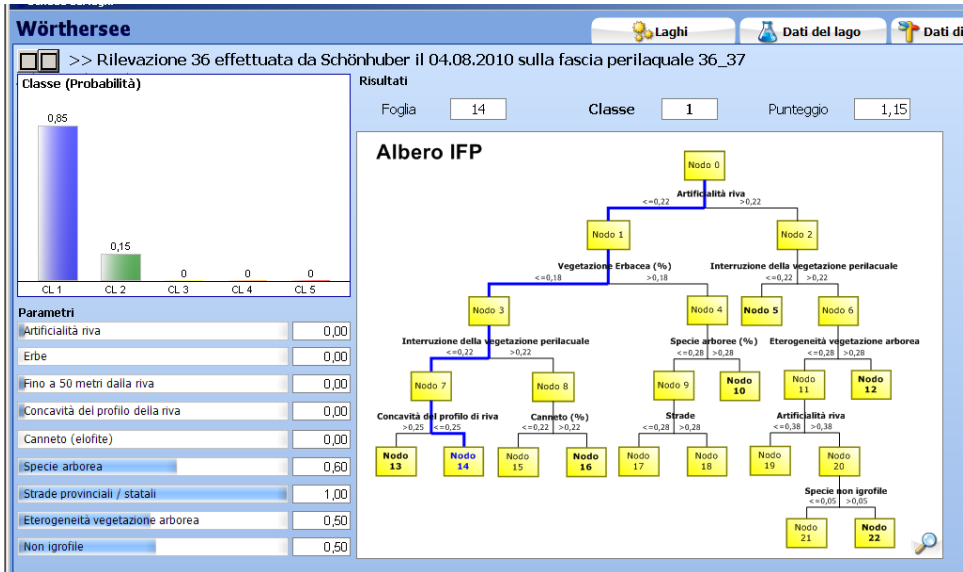 Wörthersee
Laghi
Dati del lago
Dati di
>> Rilevazione 36 effettuata da Schönhuber il 04.08.2010 sulla fascia perilaquale 36_37
Classe (Probabilità)
0,85
0,15
0
0
0
CL 1 CL 2 CL 3 CL 4 CL 5
Parametri
Artificialità riva 0,00
Erbe 0,00
Fino a 50 metri dalla riva 0,00
Concavità del profilo della riva 0,00
Canneto (elofite) 0,00
Specie arborea 0,60
Strade provinciali / statali 1,00
Eterogeneità vegetazione arborea 0,50
Non igrofile 0,50
Risultati
Foglia 14 Classe 1 Punteggio 1,15
Albero IFP
Nodo 0
Artificialità riva
<=0,22 >0,22
Nodo 1 Nodo 2
Vegetazione Erbacea (%) Interruzione della vegetazione perilacuale
<=0,18 >0,18 <=0,22 >0,22
Nodo 3 Nodo 4 Nodo 5 Nodo 6
Interruzione della vegetazione perilacuale Specie arboree (%) Eterogeneità vegetazione arborea
<=0,22 >0,22 <=0,28 >0,28 <=0,28 >0,28
Nodo 7 Nodo 8 Nodo 9 Nodo 10 Nodo 11 Nodo 12
Concavità del profilo di riva Canneto (%) Strade Artificialità riva
>0,25 <=0,25 <=0,22 >0,22 <=0,28 >0,28 <=0,38 >0,38
Nodo 13 Nodo 14 Nodo 15 Nodo 16 Nodo 17 Nodo 18 Nodo 19 Nodo 20
Specie non igrofile
<=0,05 >0,05
Nodo 21 Nodo 22